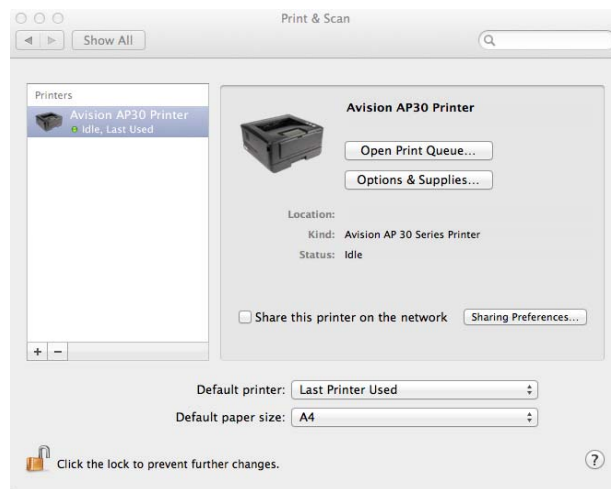 Print & Scan
Show All
Printers
Avision AP30 Printer
Idle, Last Used
+ −
Avision AP30 Printer
Open Print Queue...
Options & Supplies...
Location:
Kind: Avision AP 30 Series Printer
Status: Idle
Share this printer on the network Sharing Preferences...
Default printer: Last Printer Used
Default paper size: A4
Click the lock to prevent further changes. ?